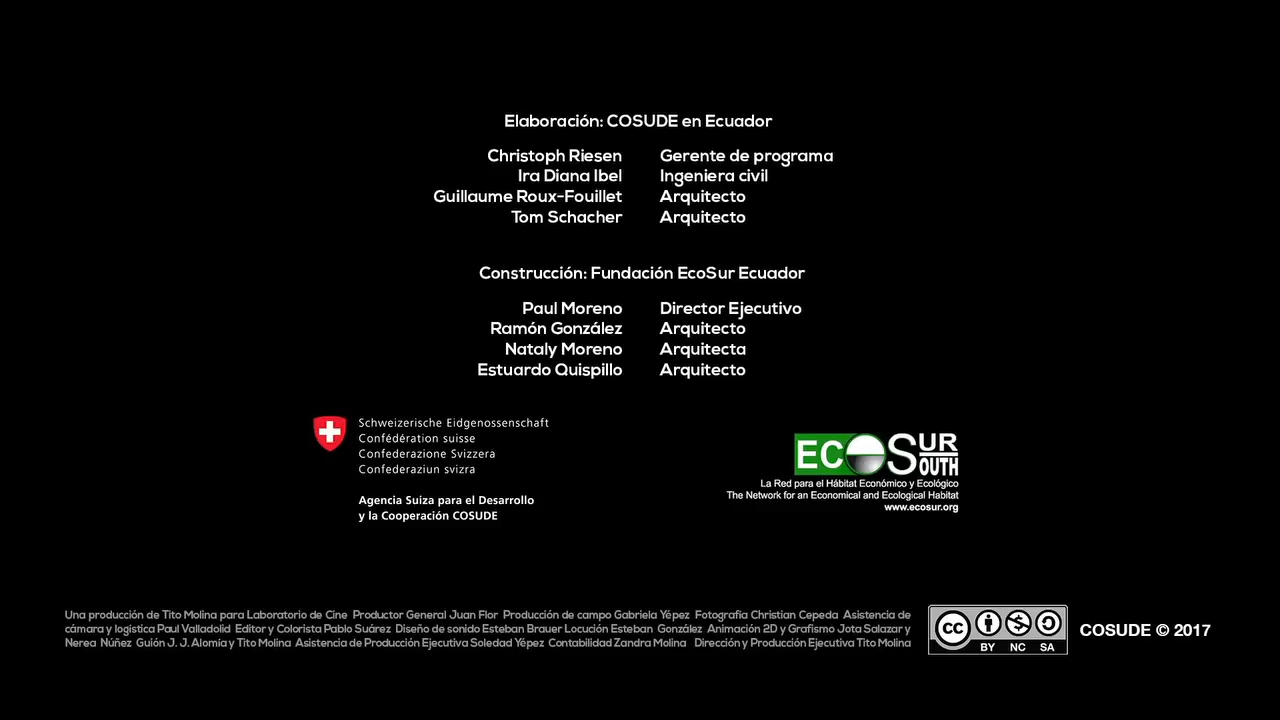 Elaboración: COSUDE en Ecuador
Christoph Riesen Gerente de programa
Ira Diana Ibel Ingeniera civil
Guillaume Roux-Fouillet Arquitecto
Tom Schacher Arquitecto
Construcción: Fundación EcoSur Ecuador
Paul Moreno Director Ejecutivo
Ramón González Arquitecto
Nataly Moreno Arquitecta
Estuardo Quispillo Arquitecto
Schweizerische Eidgenossenschaft
Confédération suisse
Confederazione Svizzera
Confederaziun svizra
Agencia Suiza para el Desarrollo
y la Cooperación COSUDE
ECOSUR
SOUTH
La Red para el Hábitat Económico y Ecológico
The Network for an Economical and Ecological Habitat
www.ecosur.org
Una producción de Tito Molina para Laboratorio de Cine Productor General Juan Flor Producción de campo Gabriela Yépez Fotografía Christian Cepeda Asistencia de
cámara y logística Paul Valladolid Editor y Colorista Pablo Suárez Diseño de sonido Esteban Brauer Locución Esteban González Animación 2D y Grafismo Jota Salazar y
Nerea Núñez Guión J. J. Alomía y Tito Molina Asistencia de Producción Ejecutiva Soledad Yépez Contabilidad Zandra Molina Dirección y Producción Ejecutiva Tito Molina
cc
BY NC SA
COSUDE © 2017